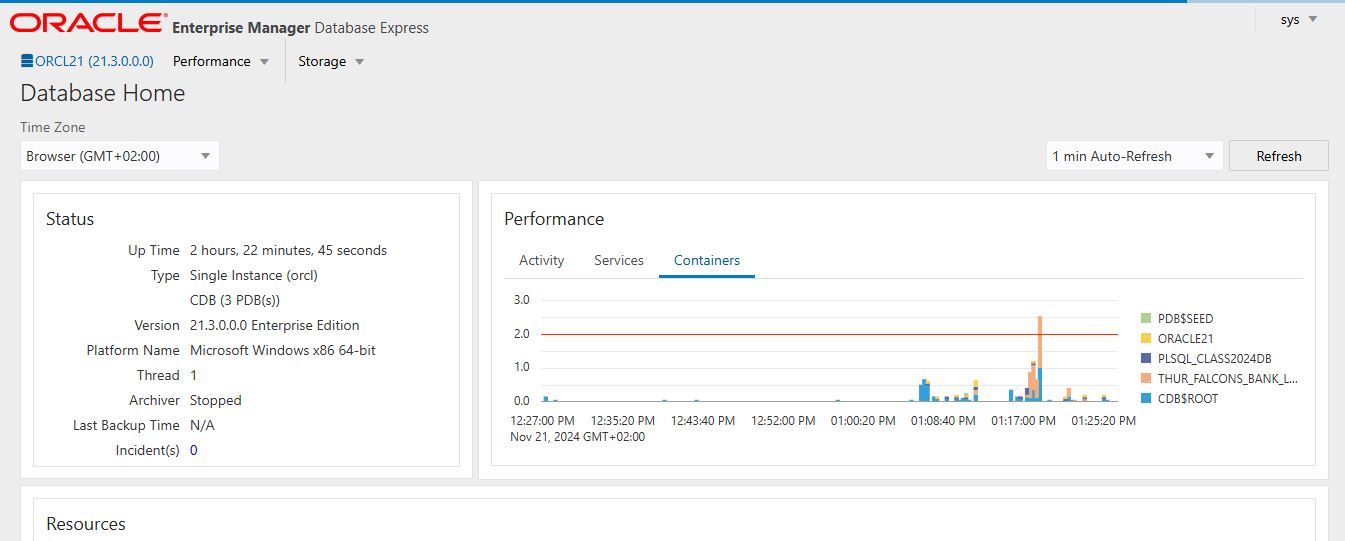 ORACLE Enterprise Manager Database Express
sys
ORCL21 (21.3.0.0.0) Performance Storage
Database Home
Time Zone
Browser (GMT+02:00)
1 min Auto-Refresh
Refresh
Status
Up Time 2 hours, 22 minutes, 45 seconds
Type Single Instance (orcl)
CDB (3 PDB(s))
Version 21.3.0.0.0 Enterprise Edition
Platform Name Microsoft Windows x86 64-bit
Thread 1
Archiver Stopped
Last Backup Time N/A
Incident(s) 0
Performance
Activity Services Containers
3.0
2.0
1.0
0.0
12:27:00 PM 12:35:20 PM 12:43:40 PM 12:52:00 PM 01:00:20 PM 01:08:40 PM 01:17:00 PM 01:25:20 PM
Nov 21, 2024 GMT+02:00
PDB$SEED
ORACLE21
PLSQL_CLASS2024DB
THUR_FALCONS_BANK_L...
CDB$ROOT
Resources